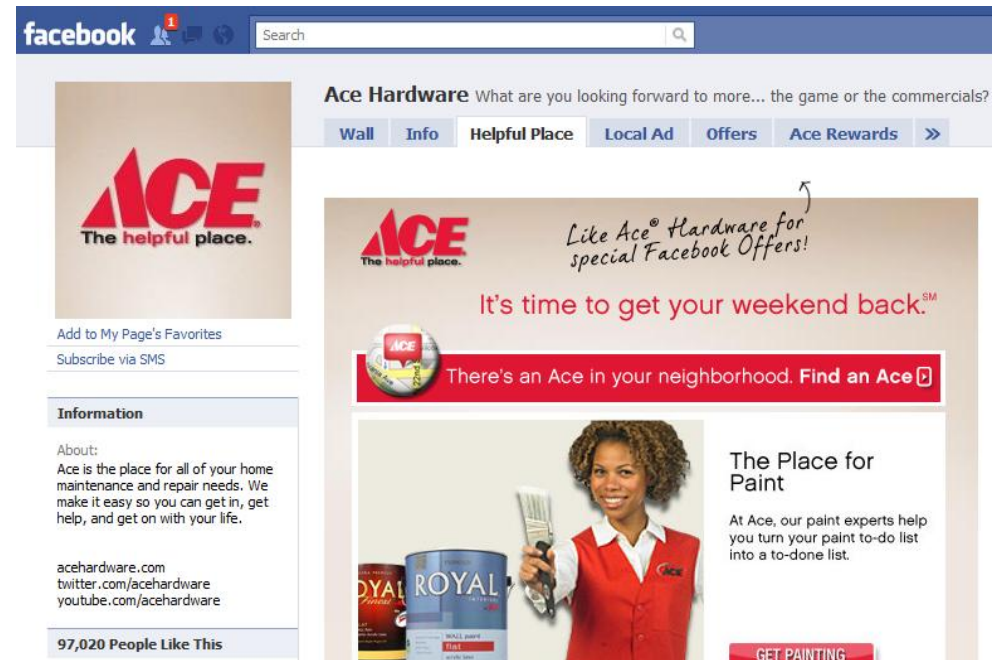 facebook
1
Search
Ace Hardware What are you looking forward to more... the game or the commercials?
Wall Info Helpful Place Local Ad Offers Ace Rewards »
ACE
The helpful place.
Add to My Page's Favorites
Subscribe via SMS
Information
About:
Ace is the place for all of your home
maintenance and repair needs. We
make it easy so you can get in, get
help, and get on with your life.
acehardware.com
twitter.com/acehardware
youtube.com/acehardware
97,020 People Like This
ACE
The helpful place.
Like Ace® Hardware for
special Facebook Offers!
It's time to get your weekend back.℠
ACE
22nd
There's an Ace in your neighborhood. Find an Ace
ROYAL
ROYAL
WALL paint
flat
ACE
The Place for
Paint
At Ace, our paint experts help
you turn your paint to-do list
into a to-done list.
GET PAINTING